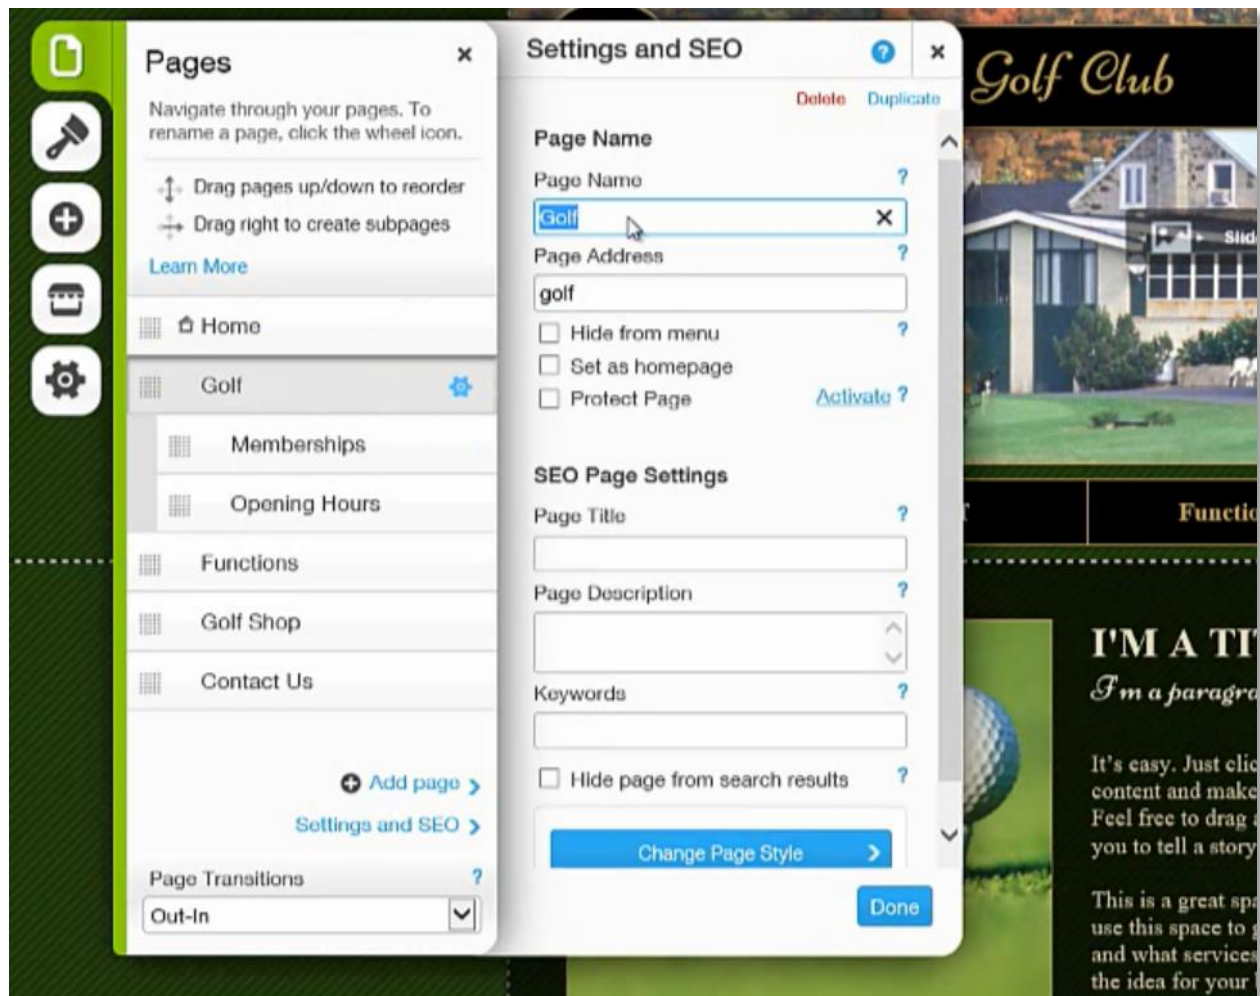 Pages
Navigate through your pages. To
rename a page, click the wheel icon.
Drag pages up/down to reorder
Drag right to create subpages
Learn More
Home
Golf
Memberships
Opening Hours
Functions
Golf Shop
Contact Us
Add page
Settings and SEO
Page Transitions ?
Out-In
Settings and SEO ?
Delete Duplicate
Page Name
Page Name ?
Golf
Page Address ?
golf
Hide from menu ?
Set as homepage
Protect Page Activate ?
SEO Page Settings
Page Title ?
Page Description ?
Keywords ?
Hide page from search results ?
Change Page Style
Done
Golf Club
Slid
Functio
I'M A TI
I'm a paragra
It's easy. Just clic
content and make
Feel free to drag
you to tell a story
This is a great spa
use this space to
and what services
the idea for your